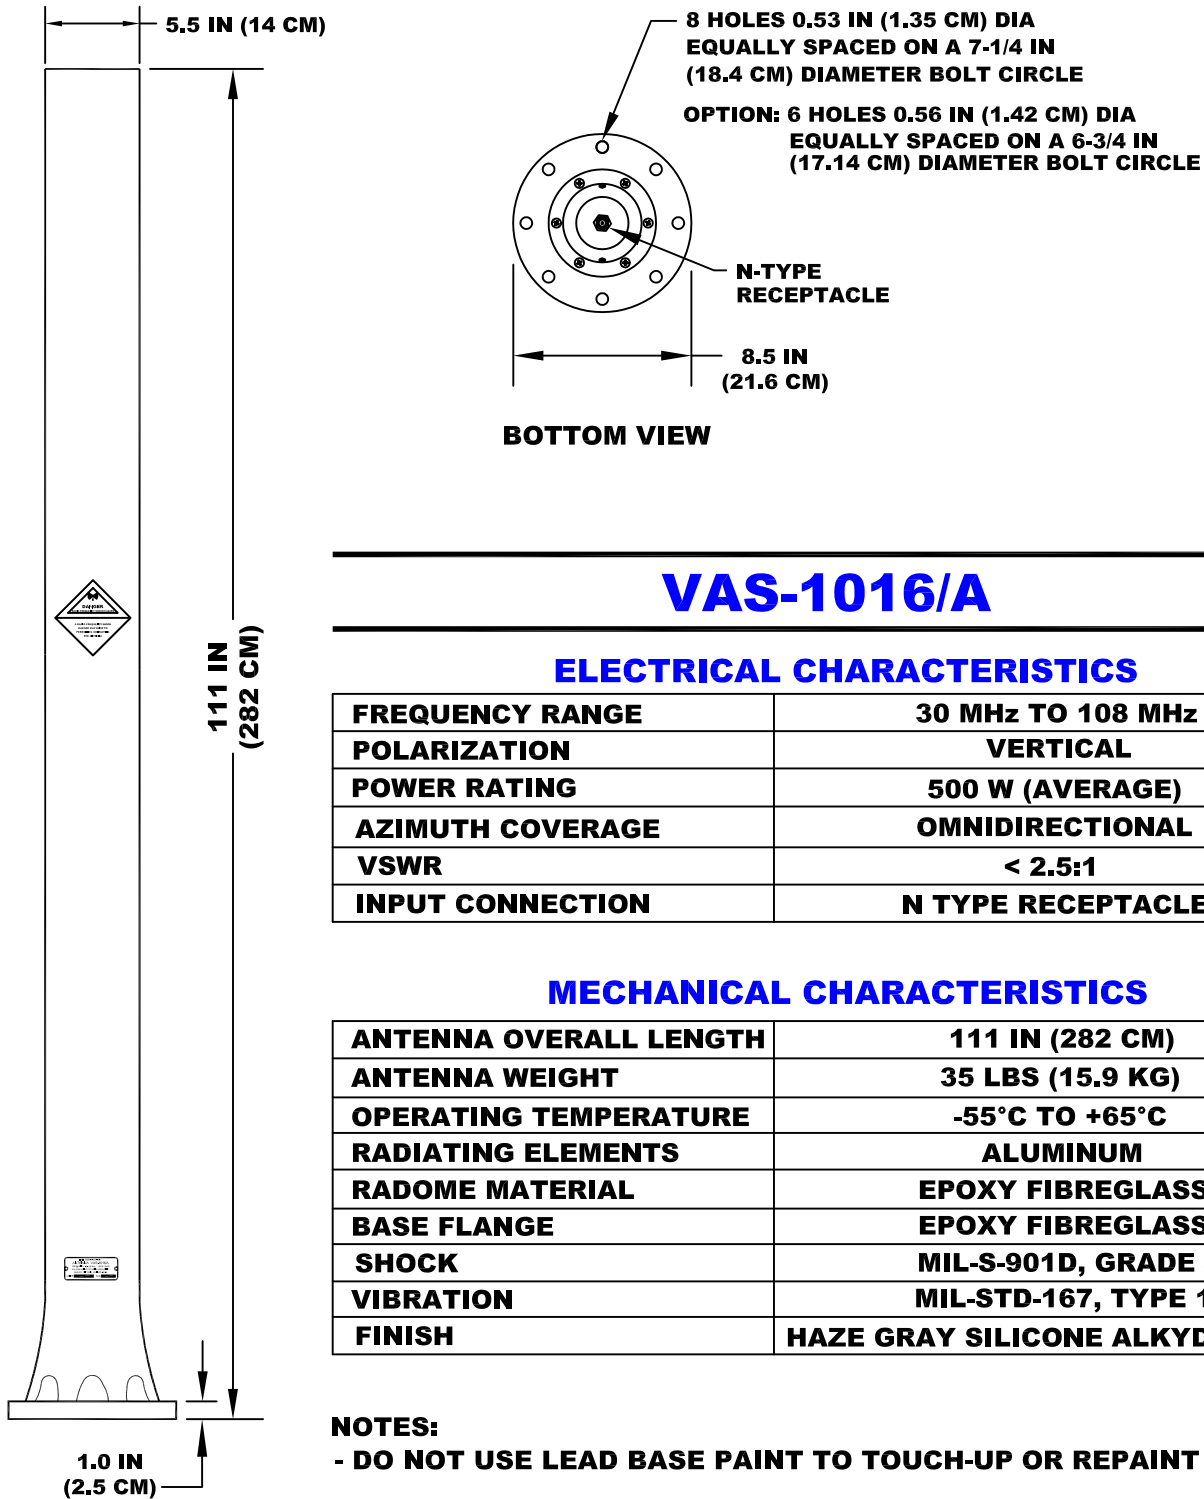 5.5 IN (14 CM)
8 HOLES 0.53 IN (1.35 CM) DIA
EQUALLY SPACED ON A 7-1/4 IN
(18.4 CM) DIAMETER BOLT CIRCLE
OPTION: 6 HOLES 0.56 IN (1.42 CM) DIA
EQUALLY SPACED ON A 6-3/4 IN
(17.14 CM) DIAMETER BOLT CIRCLE
N-TYPE
RECEPTACLE
8.5 IN
(21.6 CM)
BOTTOM VIEW
111 IN
(282 CM)
DANGER
VAS-1016/A
ELECTRICAL CHARACTERISTICS
FREQUENCY RANGE 30 MHz TO 108 MHz
POLARIZATION VERTICAL
POWER RATING 500 W (AVERAGE)
AZIMUTH COVERAGE OMNIDIRECTIONAL
VSWR < 2.5:1
INPUT CONNECTION N TYPE RECEPTACLE
MECHANICAL CHARACTERISTICS
ANTENNA OVERALL LENGTH 111 IN (282 CM)
ANTENNA WEIGHT 35 LBS (15.9 KG)
OPERATING TEMPERATURE -55°C TO +65°C
RADIATING ELEMENTS ALUMINUM
RADOME MATERIAL EPOXY FIBREGLASS
BASE FLANGE EPOXY FIBREGLASS
SHOCK MIL-S-901D, GRADE
VIBRATION MIL-STD-167, TYPE 1
FINISH HAZE GRAY SILICONE ALKYD
1.0 IN
(2.5 CM)
NOTES:
- DO NOT USE LEAD BASE PAINT TO TOUCH-UP OR REPAINT